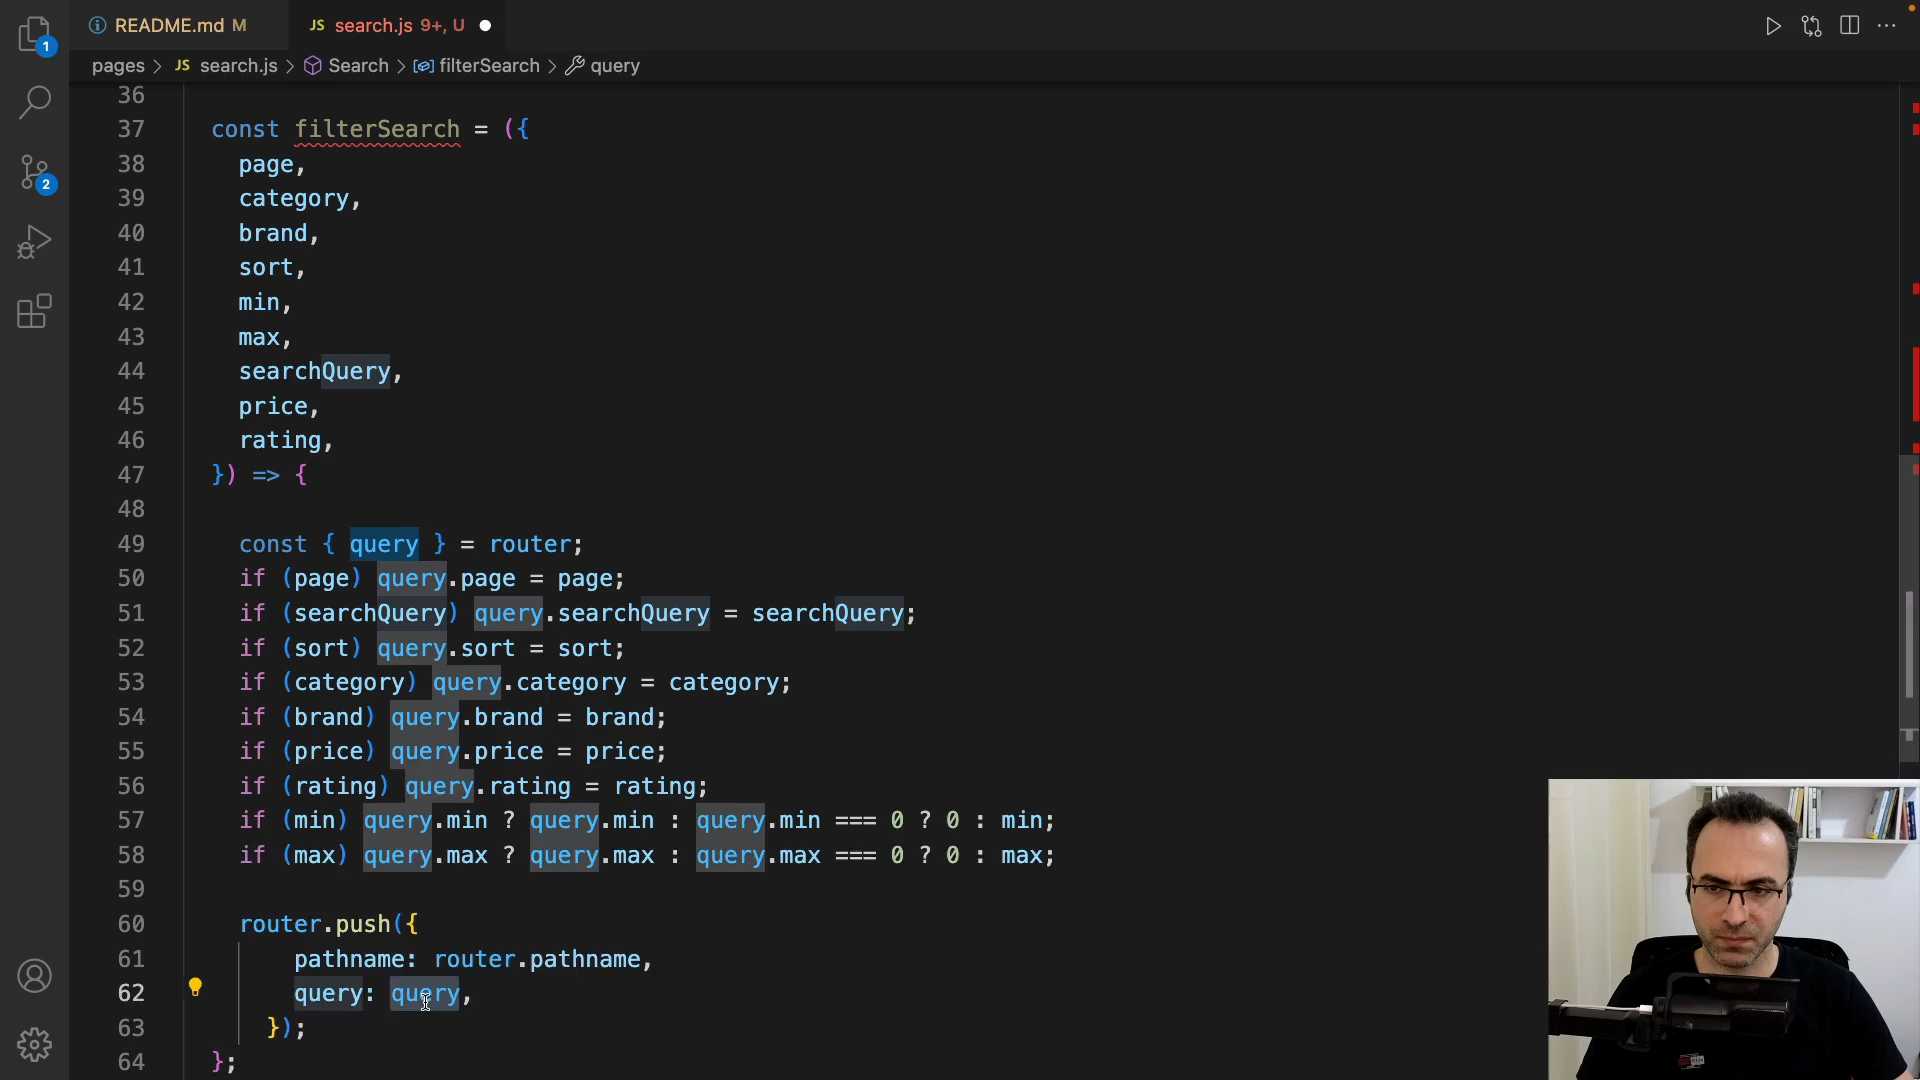 README.md M
JS search.js 9+, U
1
pages > JS search.js > Search > filterSearch > query
36
37 const filterSearch = ({
38 page,
39 category,
40 brand,
41 sort,
42 min,
43 max,
44 searchQuery,
45 price,
46 rating,
47 }) => {
48
49 const { query } = router;
50 if (page) query.page = page;
51 if (searchQuery) query.searchQuery = searchQuery;
52 if (sort) query.sort = sort;
53 if (category) query.category = category;
54 if (brand) query.brand = brand;
55 if (price) query.price = price;
56 if (rating) query.rating = rating;
57 if (min) query.min ? query.min : query.min === 0 ? 0 : min;
58 if (max) query.max ? query.max : query.max === 0 ? 0 : max;
59
60 router.push({
61 pathname: router.pathname,
62 query: query,
63 });
64 };
2